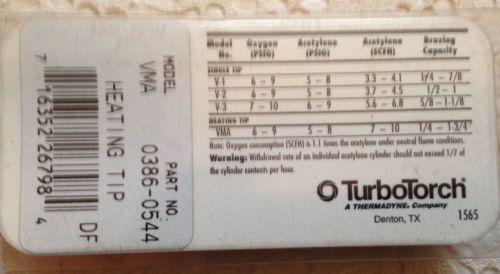 MODEL PART NO.
VMA 0386-0544
HEATING TIP DF
7 16352 26798 4
Model No. Oxygen (PSIG) Acetylene (PSIG) Acetylene (SCFH) Brazing Capacity
SINGLE TIP
V-1 6 – 9 5 – 8 3.3 – 4.1 1/4 – 7/8
V-2 6 – 9 5 – 8 3.7 – 4.5 1/2 – 1
V-3 7 – 10 6 – 9 5.6 – 6.8 5/8 – 1-1/8
HEATING TIP
VMA 6 – 9 5 – 8 7 – 10 1/4 – 1-3/4
Note: Oxygen consumption (SCFH) is 1.1 times the acetylene under neutral flame conditions.
Warning: Withdrawal rate of an individual acetylene cylinder should not exceed 1/7 of
the cylinder contents per hour.
TurboTorch®
A THERMADYNE® Company
Denton, TX 1565